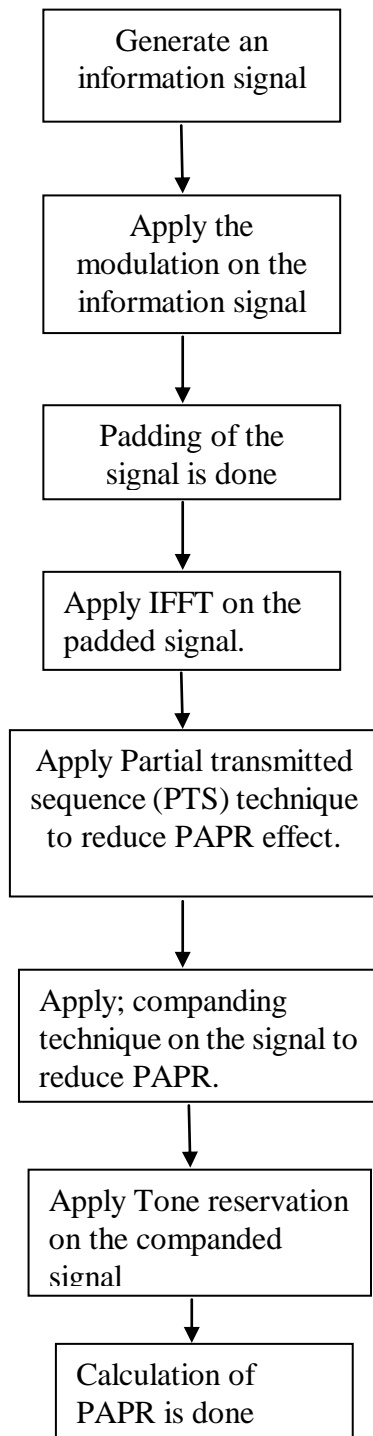 Generate an
information signal
Apply the
modulation on the
information signal
Padding of the
signal is done
Apply IFFT on the
padded signal.
Apply Partial transmitted
sequence (PTS) technique
to reduce PAPR effect.
Apply; companding
technique on the signal to
reduce PAPR.
Apply Tone reservation
on the companded
signal
Calculation of
PAPR is done